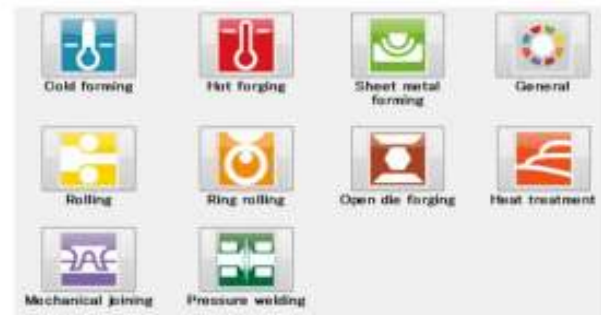 Cold forming
Hot forging
Sheet metal
forming
General
Rolling
Ring rolling
Open die forging
Heat treatment
Mechanical joining
Pressure welding